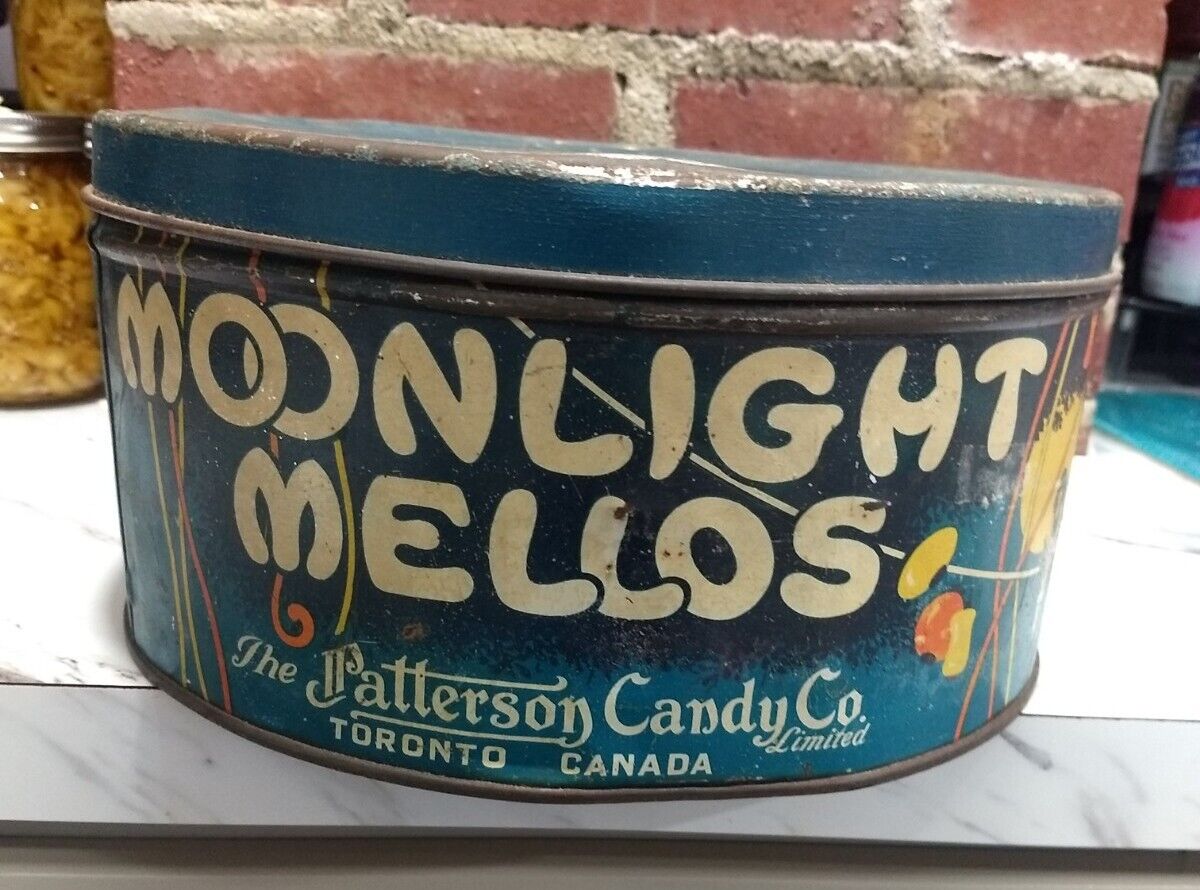 MOONLIGHT
MELLOS
The Patterson Candy Co.
Limited
TORONTO CANADA